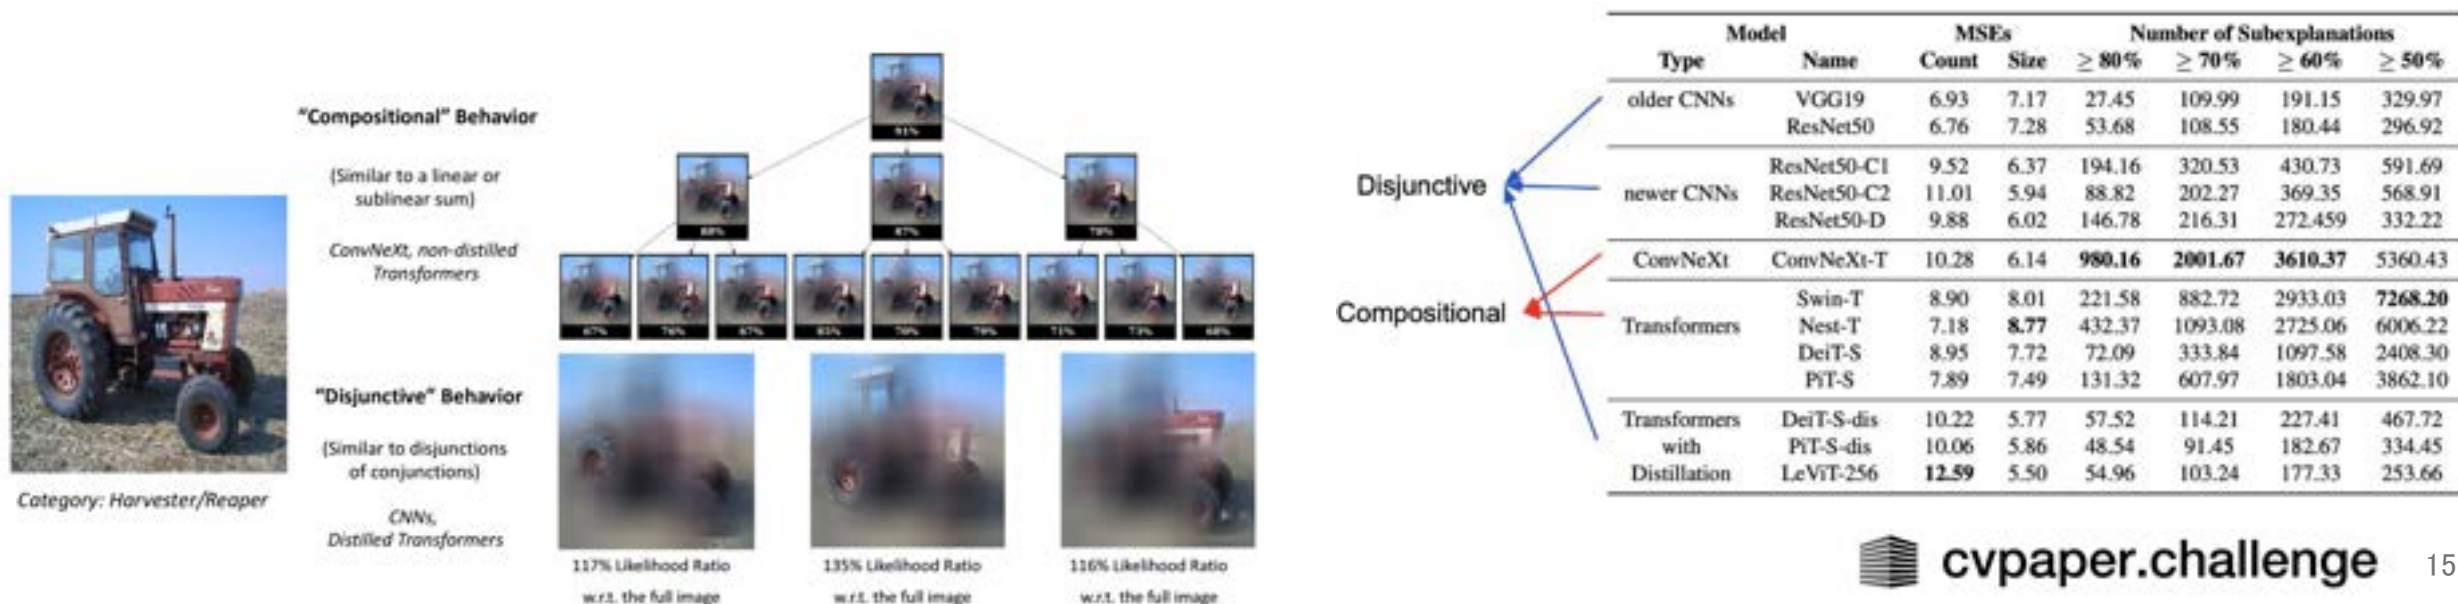 Category: Harvester/Reaper
"Compositional" Behavior
(Similar to a linear or
sublinear sum)
ConvNeXt, non-distilled
Transformers
"Disjunctive" Behavior
(Similar to disjunctions
of conjunctions)
CNNs,
Distilled Transformers
91%
88% 87% 78%
67% 76% 67% 70% 71% 73% 68%
117% Likelihood Ratio
w.r.t. the full image
135% Likelihood Ratio
w.r.t. the full image
116% Likelihood Ratio
w.r.t. the full image
Disjunctive
Compositional
Model MSEs Number of Subexplanations
Type Name Count Size ≥ 80% ≥ 70% ≥ 60% ≥ 50%
older CNNs VGG19 6.93 7.17 27.45 109.99 191.15 329.97
ResNet50 6.76 7.28 53.68 108.55 180.44 296.92
ResNet50-C1 9.52 6.37 194.16 320.53 430.73 591.69
newer CNNs ResNet50-C2 11.01 5.94 88.82 202.27 369.35 568.91
ResNet50-D 9.88 6.02 146.78 216.31 272.459 332.22
ConvNeXt ConvNeXt-T 10.28 6.14 980.16 2001.67 3610.37 5360.43
Swin-T 8.90 8.01 221.58 882.72 2933.03 7268.20
Transformers Nest-T 7.18 8.77 432.37 1093.08 2725.06 6006.22
DeiT-S 8.95 7.72 72.09 333.84 1097.58 2408.30
PiT-S 7.89 7.49 131.32 607.97 1803.04 3862.10
Transformers DeiT-S-dis 10.22 5.77 57.52 114.21 227.41 467.72
with PiT-S-dis 10.06 5.86 48.54 91.45 182.67 334.45
Distillation LeViT-256 12.59 5.50 54.96 103.24 177.33 253.66
cvpaper.challenge 15